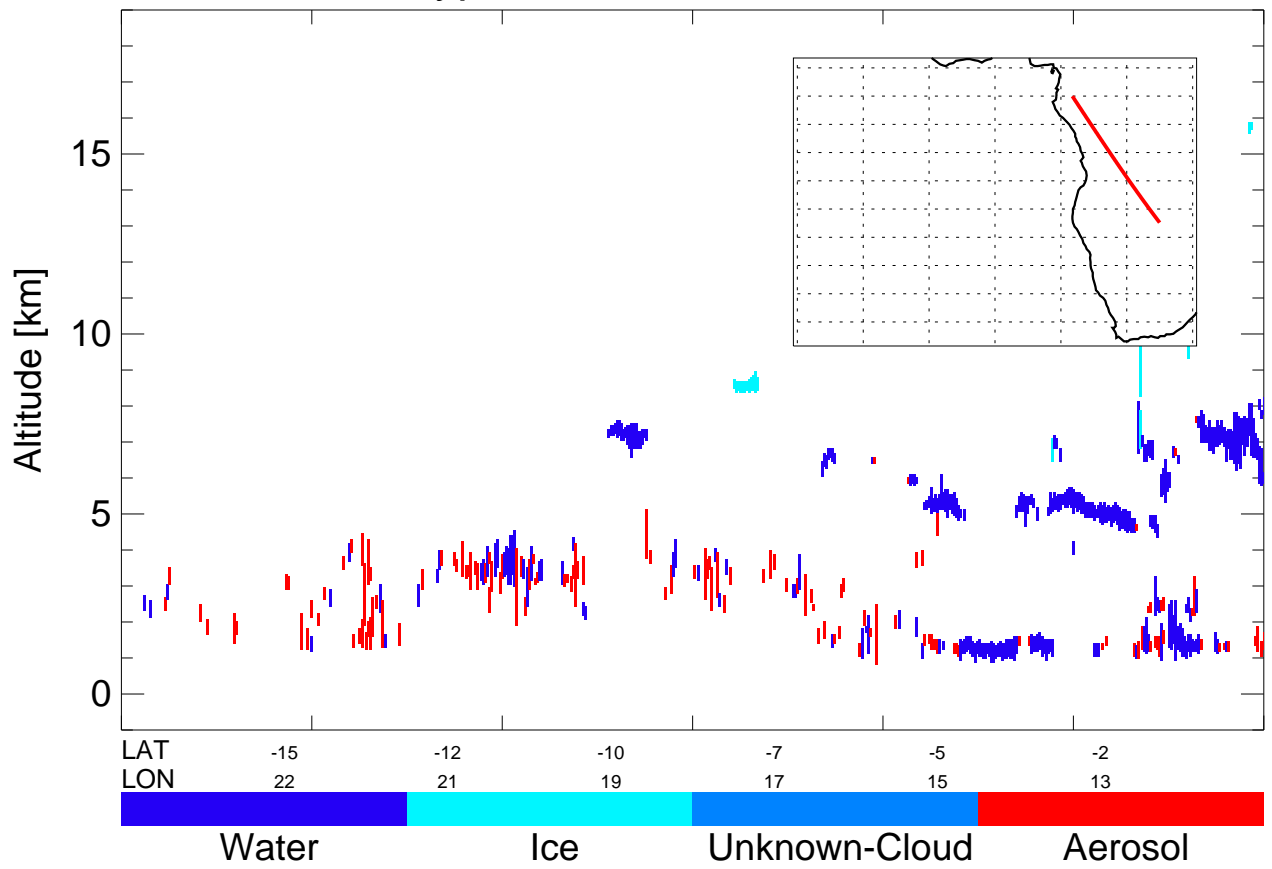 15
10
5
0
Altitude [km]
LAT -15 -12 -10 -7 -5 -2
LON 22 21 19 17 15 13
Water Ice Unknown-Cloud Aerosol